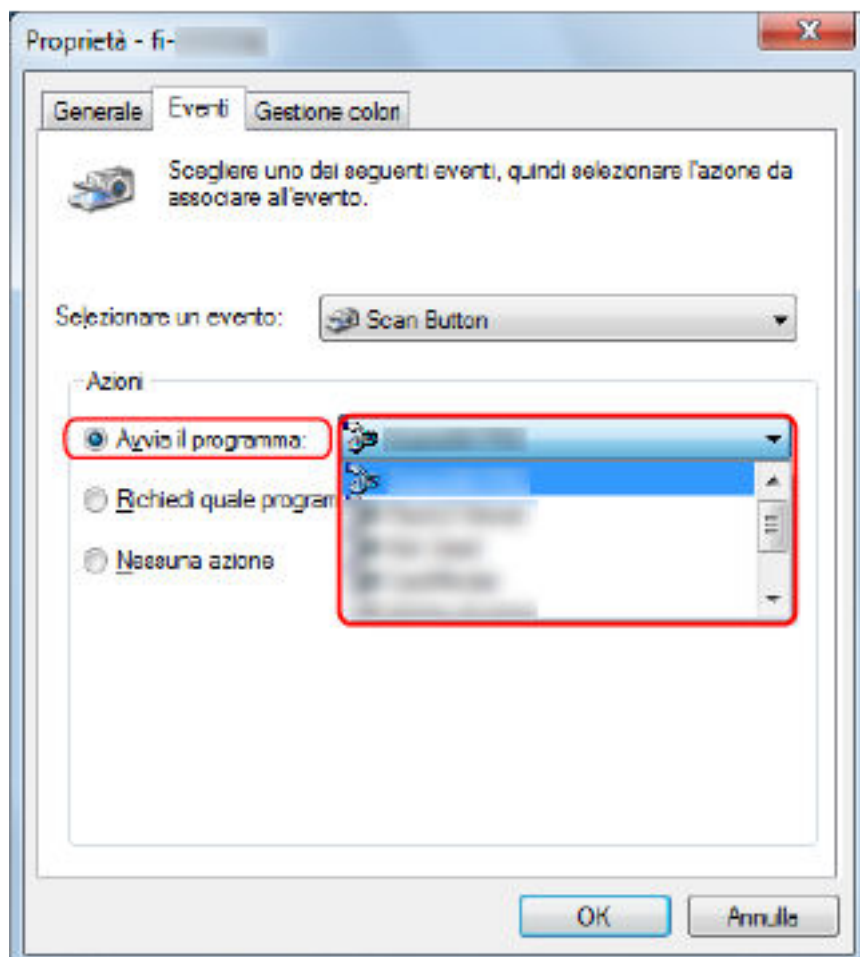 Proprietà - fi-
Generale Eventi Gestione colori
Scegliere uno dei seguenti eventi, quindi selezionare l'azione da
associare all'evento.
Selezionare un evento: Scan Button
Azioni
Avvia il programma:
Richiedi quale program
Nessuna azione
OK Annulla